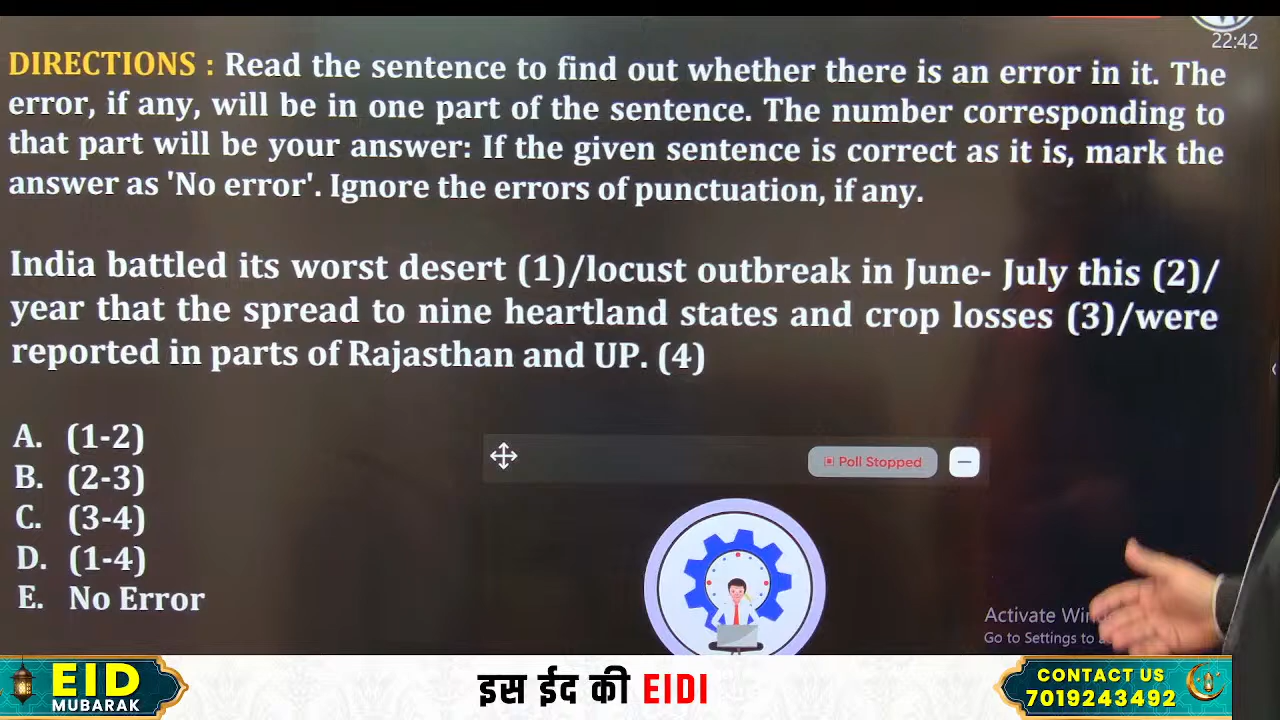 22:42
DIRECTIONS : Read the sentence to find out whether there is an error in it. The
error, if any, will be in one part of the sentence. The number corresponding to
that part will be your answer: If the given sentence is correct as it is, mark the
answer as 'No error'. Ignore the errors of punctuation, if any.
India battled its worst desert (1)/locust outbreak in June- July this (2)/
year that the spread to nine heartland states and crop losses (3)/were
reported in parts of Rajasthan and UP. (4)
A. (1-2)
B. (2-3)
C. (3-4)
D. (1-4)
E. No Error
Poll Stopped
Activate
Go to Settings to
EID
MUBARAK
इस ईद की EIDI
CONTACT US
7019243492